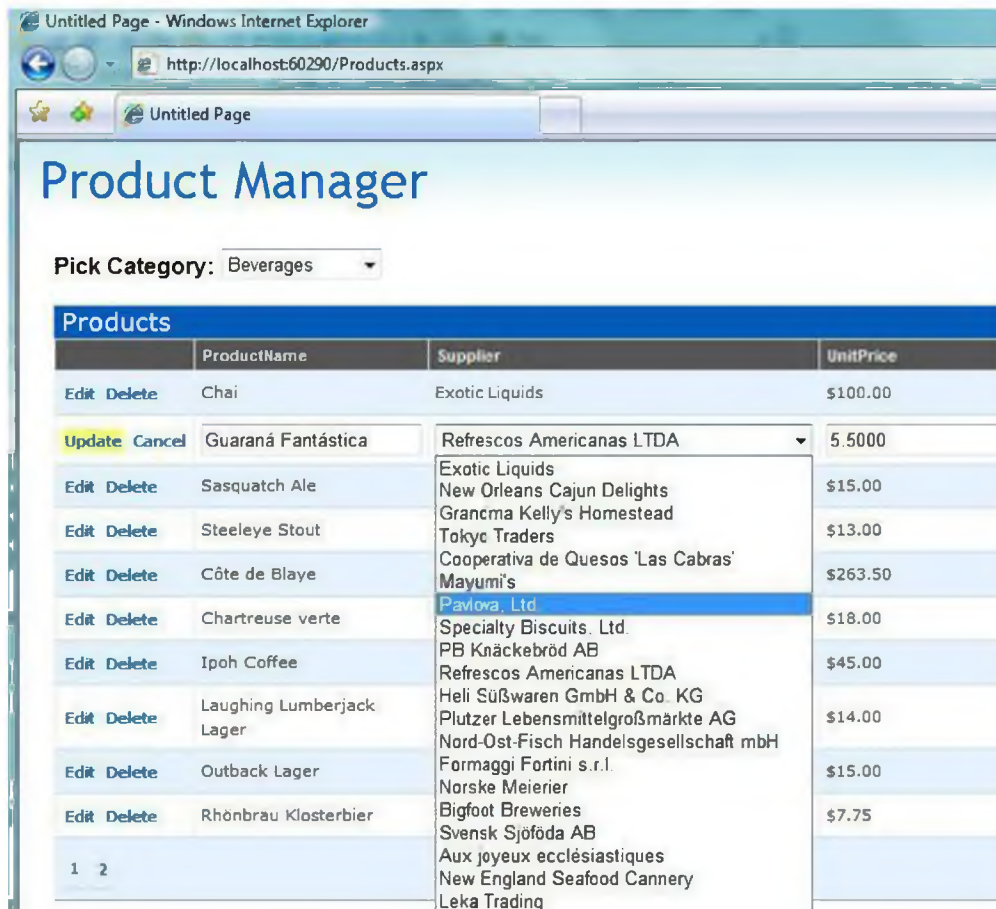 Untitled Page - Windows Internet Explorer
http://localhost:60290/Products.aspx
Untitled Page
Product Manager
Pick Category: Beverages
Products
ProductName Supplier UnitPrice
Edit Delete Chai Exotic Liquids $100.00
Update Cancel Guaraná Fantástica Refrescos Americanas LTDA 5.5000
Exotic Liquids
Edit Delete Sasquatch Ale New Orleans Cajun Delights $15.00
Grandma Kelly's Homestead
Edit Delete Steeleye Stout Tokyo Traders $13.00
Cooperativa de Quesos 'Las Cabras'
Edit Delete Côte de Blaye Mayumi's $263.50
Pavlova, Ltd.
Edit Delete Chartreuse verte Specialty Biscuits, Ltd. $18.00
PB Knäckebröd AB
Edit Delete Ipoh Coffee Refrescos Americanas LTDA $45.00
Heli Süßwaren GmbH & Co. KG
Edit Delete Laughing Lumberjack Plutzer Lebensmittelgroßmärkte AG $14.00
Lager Nord-Ost-Fisch Handelsgesellschaft mbH
Edit Delete Outback Lager Formaggi Fortini s.r.l. $15.00
Norske Meierier
Edit Delete Rhönbräu Klosterbier Bigfoot Breweries $7.75
Svensk Sjöföda AB
1 2 Aux joyeux ecclésiastiques
New England Seafood Cannery
Leka Trading